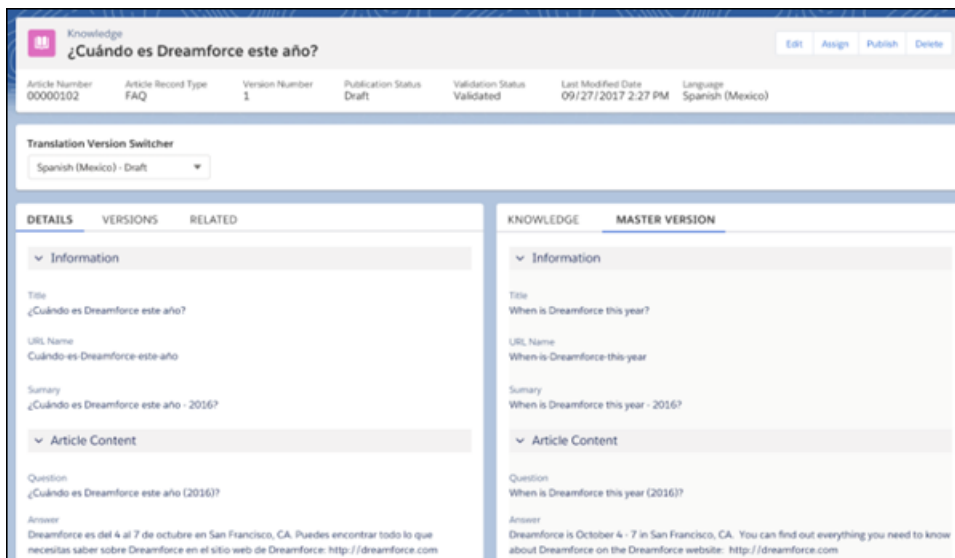 Knowledge
¿Cuándo es Dreamforce este año?
Edit Assign Publish Delete
Article Number Article Record Type Version Number Publication Status Validation Status Last Modified Date Language
00000102 FAQ 1 Draft Validated 09/27/2017 2:27 PM Spanish (Mexico)
Translation Version Switcher
Spanish (Mexico) - Draft
DETAILS VERSIONS RELATED
Information
Title
¿Cuándo es Dreamforce este año?
URL Name
Cuándo-es-Dreamforce-este-año
Sumary
¿Cuándo es Dreamforce este año - 2016?
Article Content
Question
¿Cuándo es Dreamforce este año (2016)?
Answer
Dreamforce es del 4 al 7 de octubre en San Francisco, CA. Puedes encontrar todo lo que
necesitas saber sobre Dreamforce en el sitio web de Dreamforce: http://dreamforce.com
KNOWLEDGE MASTER VERSION
Information
Title
When is Dreamforce this year?
URL Name
When-is-Dreamforce-this-year
Sumary
When is Dreamforce this year - 2016?
Article Content
Question
When is Dreamforce this year (2016)?
Answer
Dreamforce is October 4 - 7 in San Francisco, CA. You can find out everything you need to know
about Dreamforce on the Dreamforce website: http://dreamforce.com